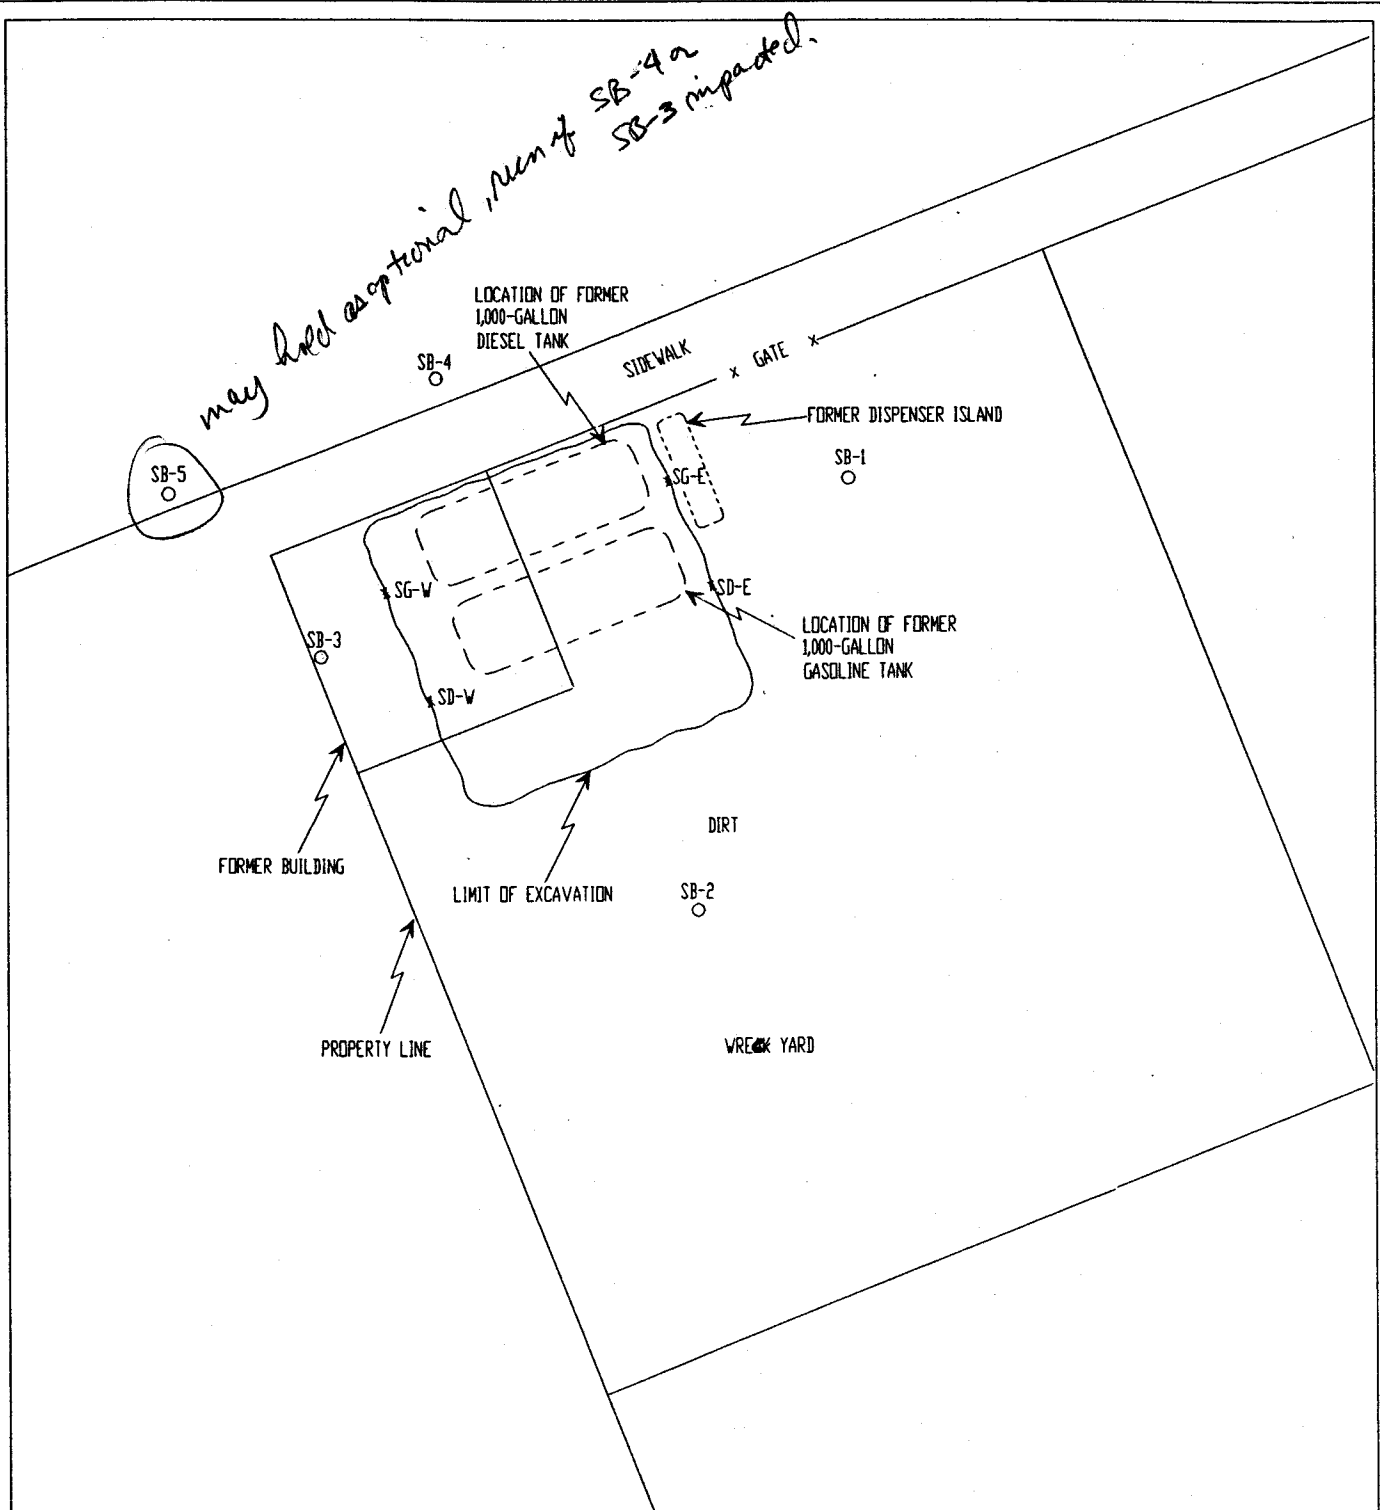 may hold as optional, run if SB-4 or
SB-3 impacted.
LOCATION OF FORMER
1,000-GALLON
DIESEL TANK
SIDEWALK
x GATE x
SB-4
FORMER DISPENSER ISLAND
SB-1
SB-5
SG-E
SG-W
SD-E
LOCATION OF FORMER
1,000-GALLON
GASOLINE TANK
SB-3
SD-W
DIRT
FORMER BUILDING
LIMIT OF EXCAVATION
SB-2
PROPERTY LINE
WRECK YARD